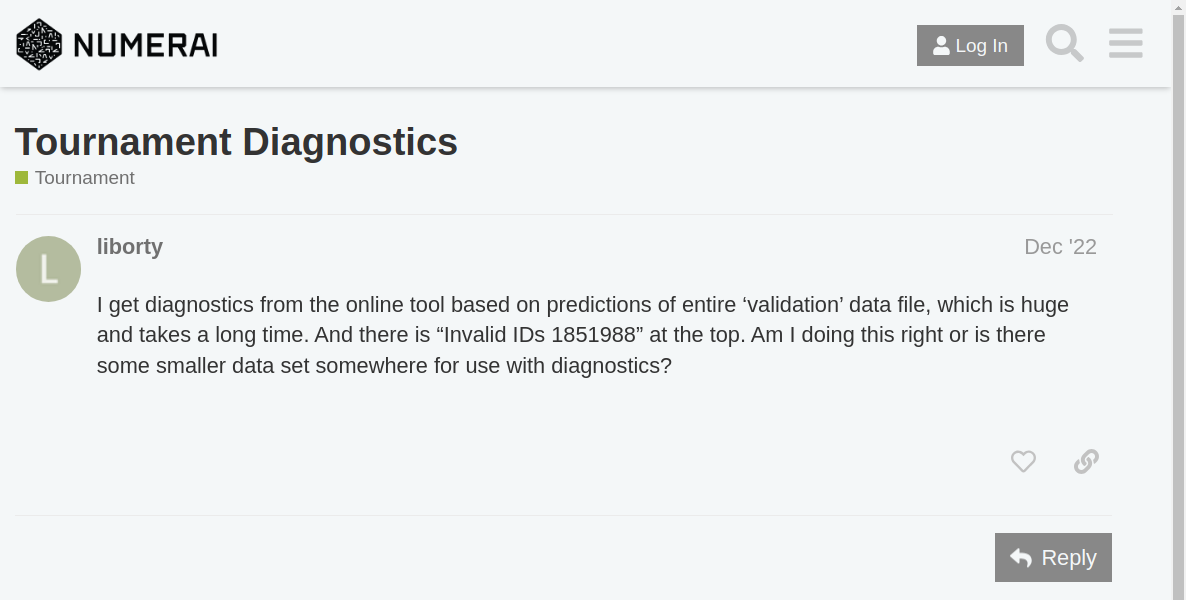 NUMERAI
Log In
Tournament Diagnostics
Tournament
L
liborty
Dec '22
I get diagnostics from the online tool based on predictions of entire ‘validation’ data file, which is huge
and takes a long time. And there is “Invalid IDs 1851988” at the top. Am I doing this right or is there
some smaller data set somewhere for use with diagnostics?
Reply